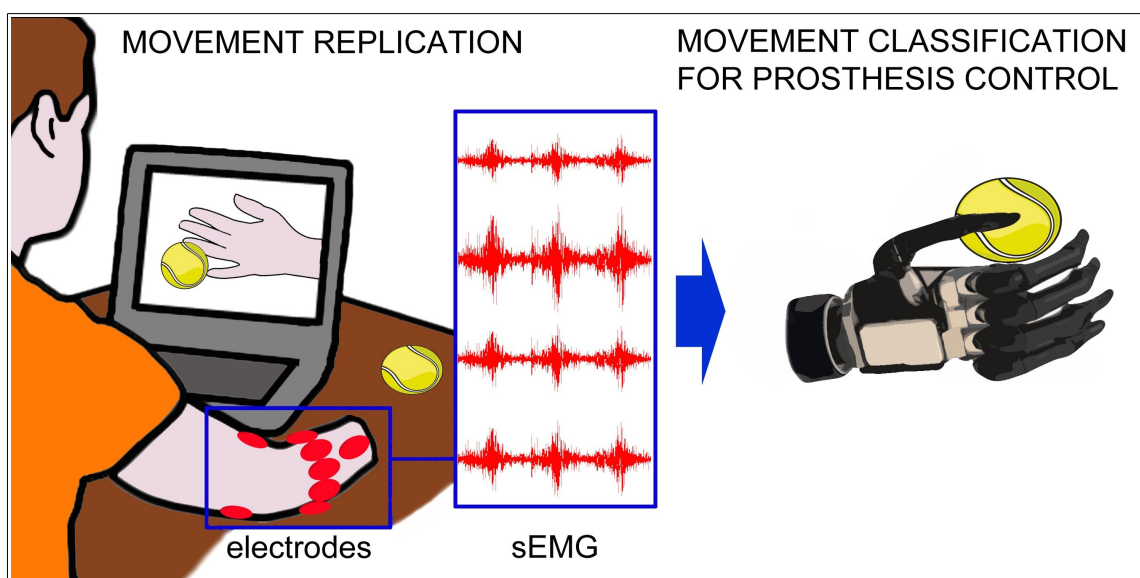 MOVEMENT REPLICATION
MOVEMENT CLASSIFICATION
FOR PROSTHESIS CONTROL
electrodes
sEMG